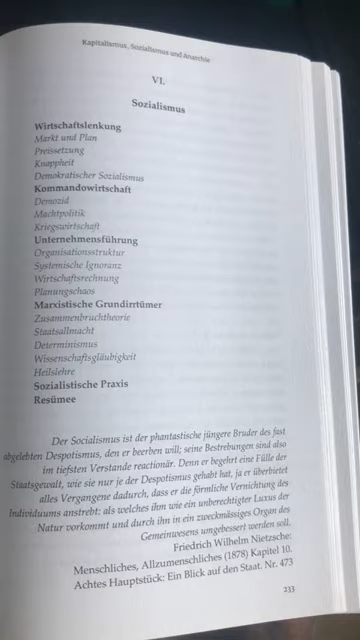 Kapitalismus, Sozialismus und Anarchie
VI.
Sozialismus
Wirtschaftslenkung
Markt und Plan
Preissetzung
Knappheit
Demokratischer Sozialismus
Kommandowirtschaft
Demozid
Machtpolitik
Kriegswirtschaft
Unternehmensführung
Organisationsstruktur
Systemische Ignoranz
Wirtschaftsrechnung
Planungschaos
Marxistische Grundirrtümer
Zusammenbruchtheorie
Staatsallmacht
Determinismus
Wissenschaftsgläubigkeit
Heilslehre
Sozialistische Praxis
Resümee
Der Socialismus ist der phantastische jüngere Bruder des fast
abgelebten Despotismus, den er beerben will; seine Bestrebungen sind also
im tiefsten Verstande reactionär. Denn er begehrt eine Fülle der
Staatsgewalt, wie sie nur je der Despotismus gehabt hat, ja er überbietet
alles Vergangene dadurch, dass er die förmliche Vernichtung des
Individuums anstrebt: als welches ihm wie ein unberechtigter Luxus der
Natur vorkommt und durch ihn in ein zweckmässiges Organ des
Gemeinwesens umgebessert werden soll.
Friedrich Wilhelm Nietzsche:
Menschliches, Allzumenschliches (1878) Kapitel 10.
Achtes Hauptstück: Ein Blick auf den Staat. Nr. 473
233